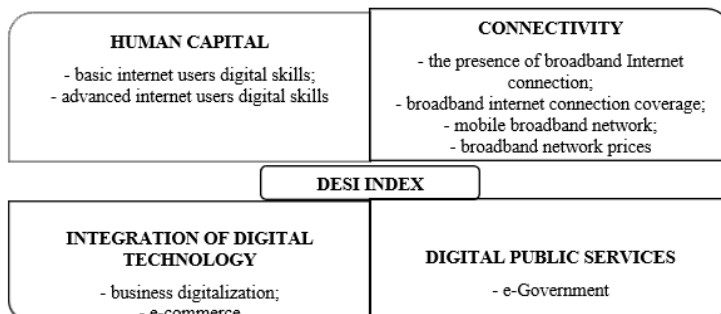 HUMAN CAPITAL
- basic internet users digital skills;
- advanced internet users digital skills
CONNECTIVITY
- the presence of broadband Internet
connection;
- broadband internet connection coverage;
- mobile broadband network;
- broadband network prices
DESI INDEX
INTEGRATION OF DIGITAL
TECHNOLOGY
- business digitalization;
- e-commerce
DIGITAL PUBLIC SERVICES
- e-Government